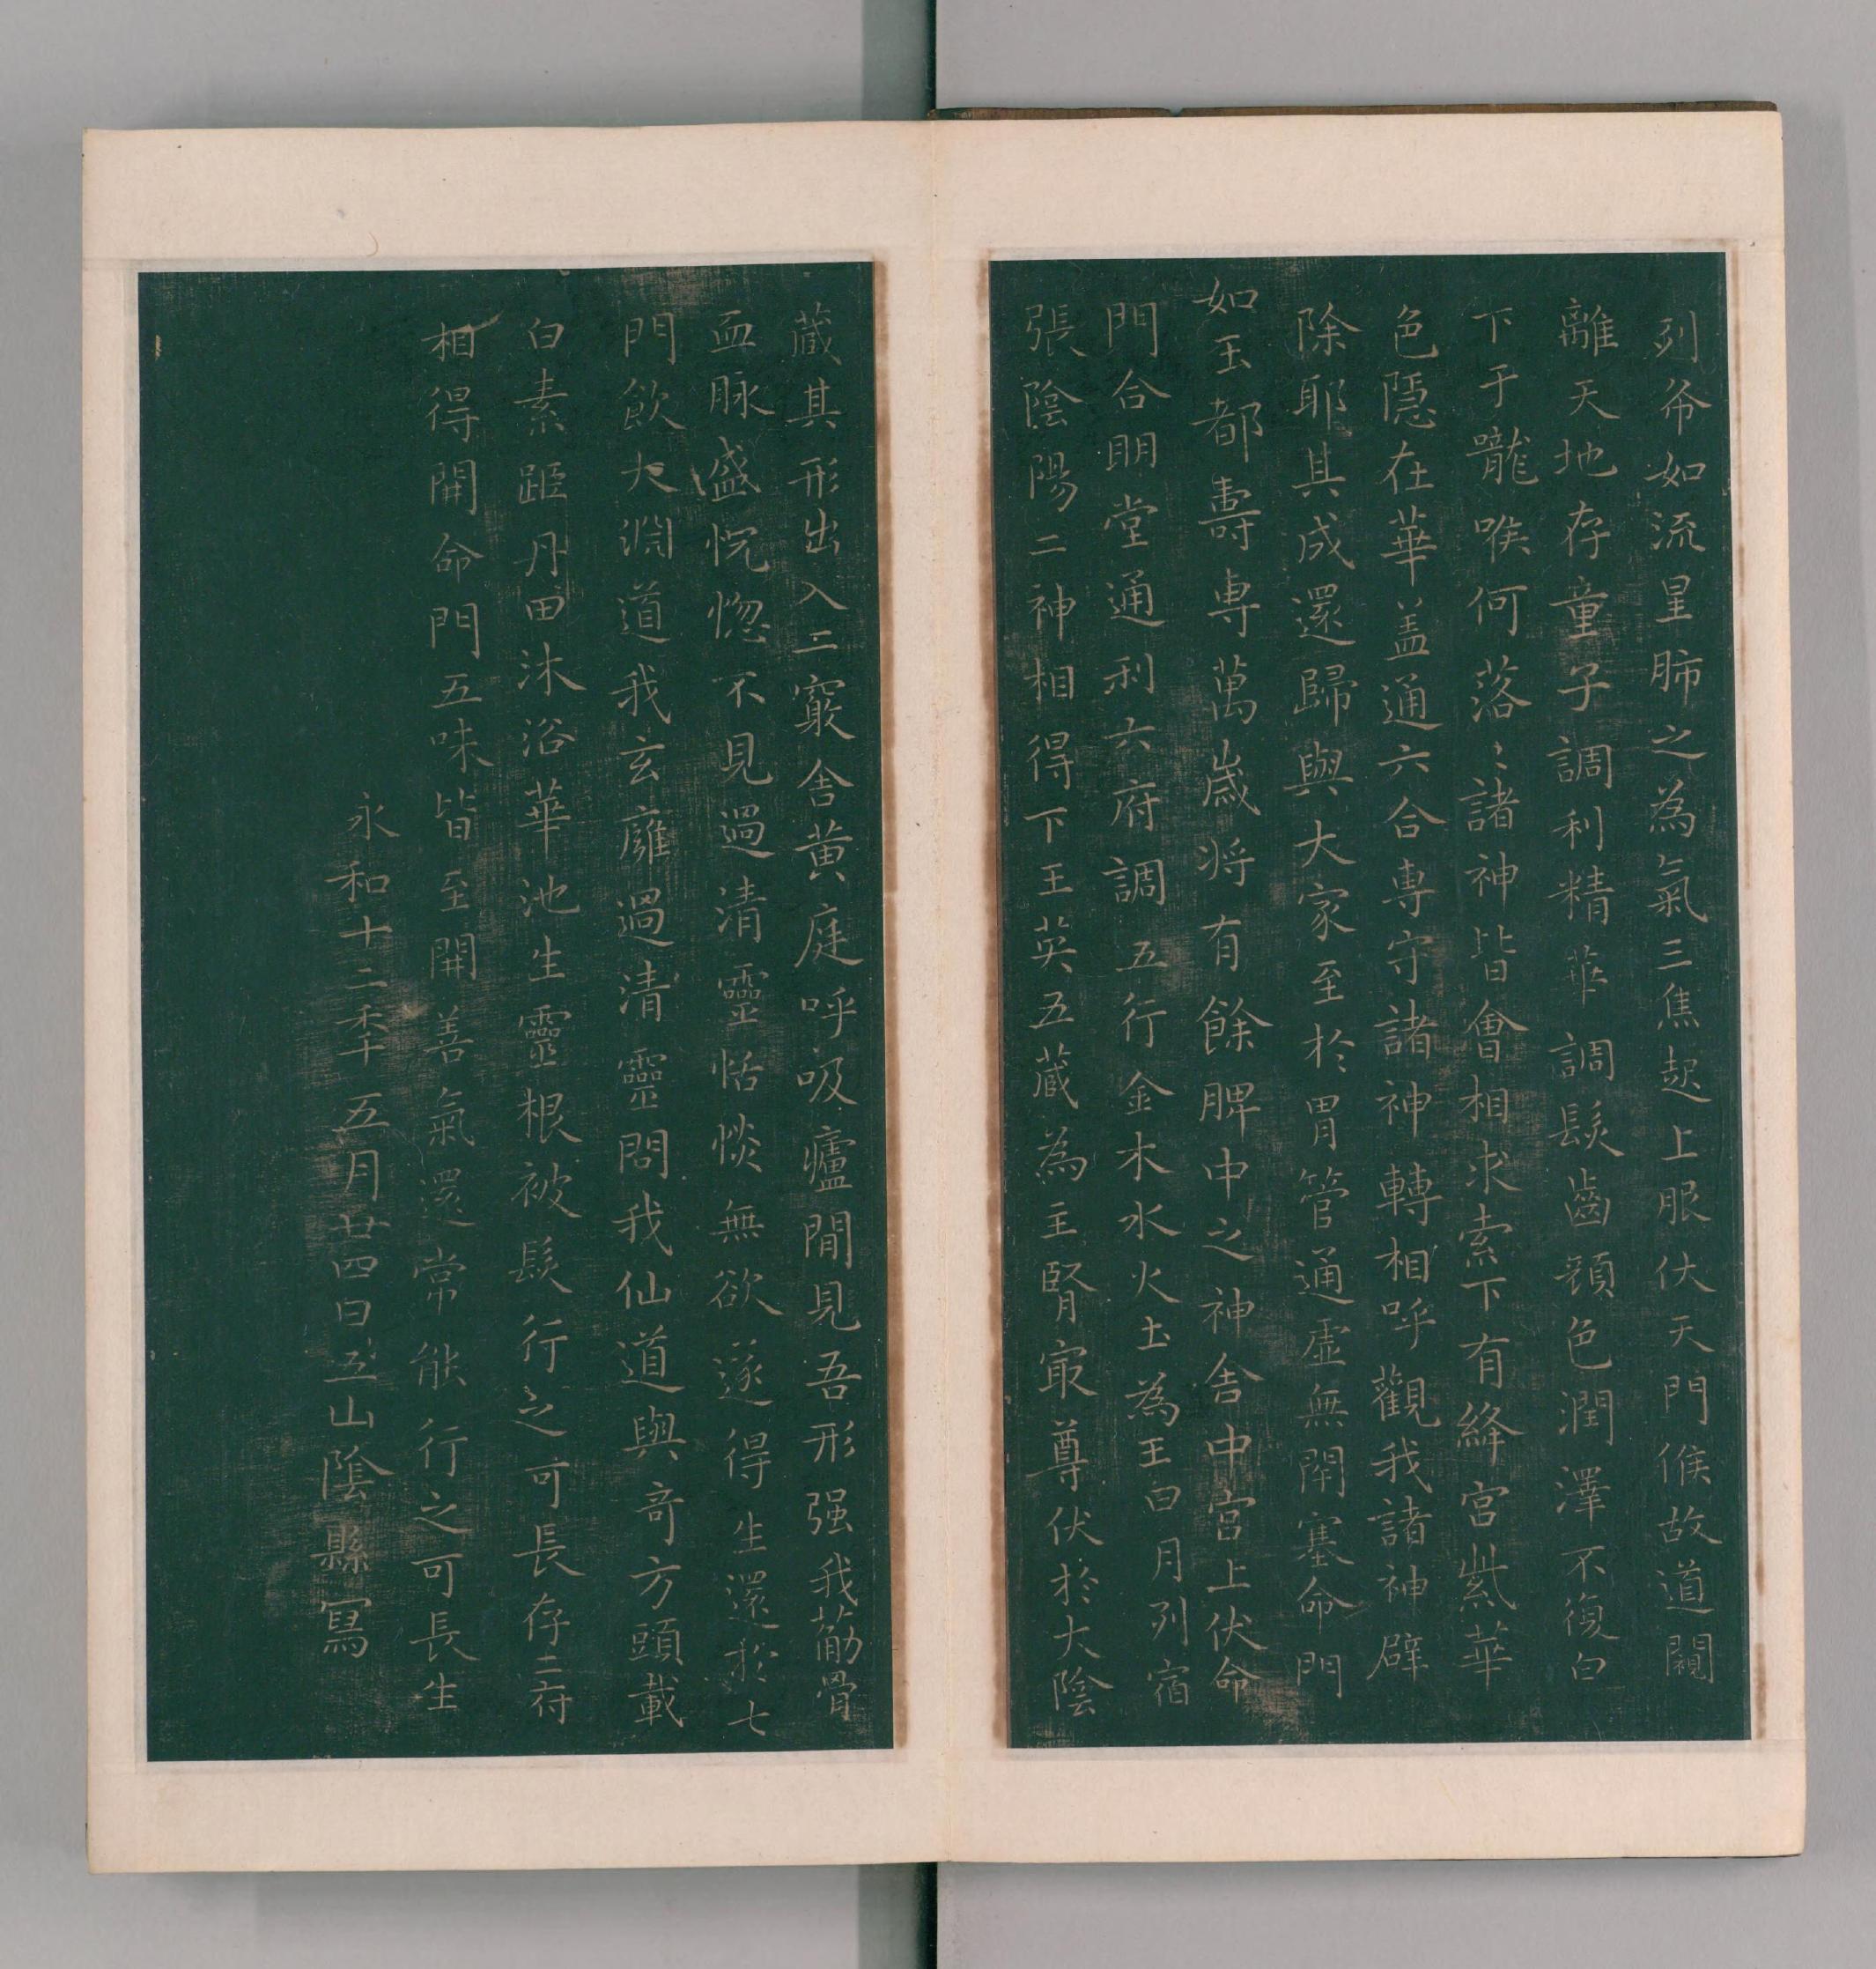 列布如流星肺之為氣三焦起上服伏天門候故道闚
離天地存童子調利精華調髮齒顏色潤澤不復白
下于嚨喉何落〻諸神皆會相求索下有絳宮紫華
色隱在華蓋通六合專守諸神轉相呼觀我諸神辟
除耶其成還歸與大家至於胃管通虛無閉塞命門
如玉都壽專萬歲將有餘脾中之神舍中宮上伏命
門合明堂通利六府調五行金木水火土為王日月列宿
張陰陽二神相得下玉英五藏為主腎最尊伏於大陰
藏其形出入二竅舍黃庭呼吸廬間見吾形强我筋骨
血脉盛恍惚不見過清靈恬惔無欲遂得生還於七
門飲大淵道我玄廱過清靈問我仙道與奇方頭載
白素距丹田沐浴華池生靈根被髮行之可長存二府
相得開命門五味皆至開善氣還常能行之可長生
永和十二年五月廿四日五山陰縣寫